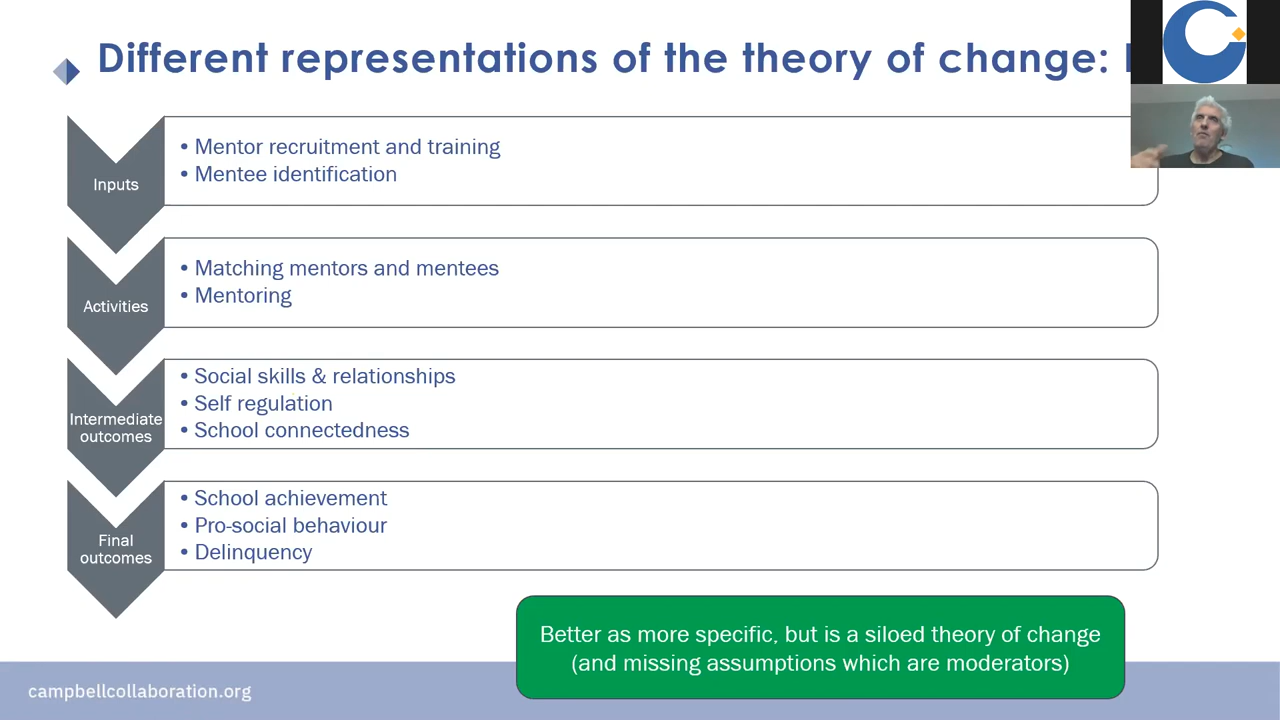 Different representations of the theory of change:
Inputs
• Mentor recruitment and training
• Mentee identification
Activities
• Matching mentors and mentees
• Mentoring
Intermediate
outcomes
• Social skills & relationships
• Self regulation
• School connectedness
Final
outcomes
• School achievement
• Pro-social behaviour
• Delinquency
Better as more specific, but is a siloed theory of change
(and missing assumptions which are moderators)
campbellcollaboration.org